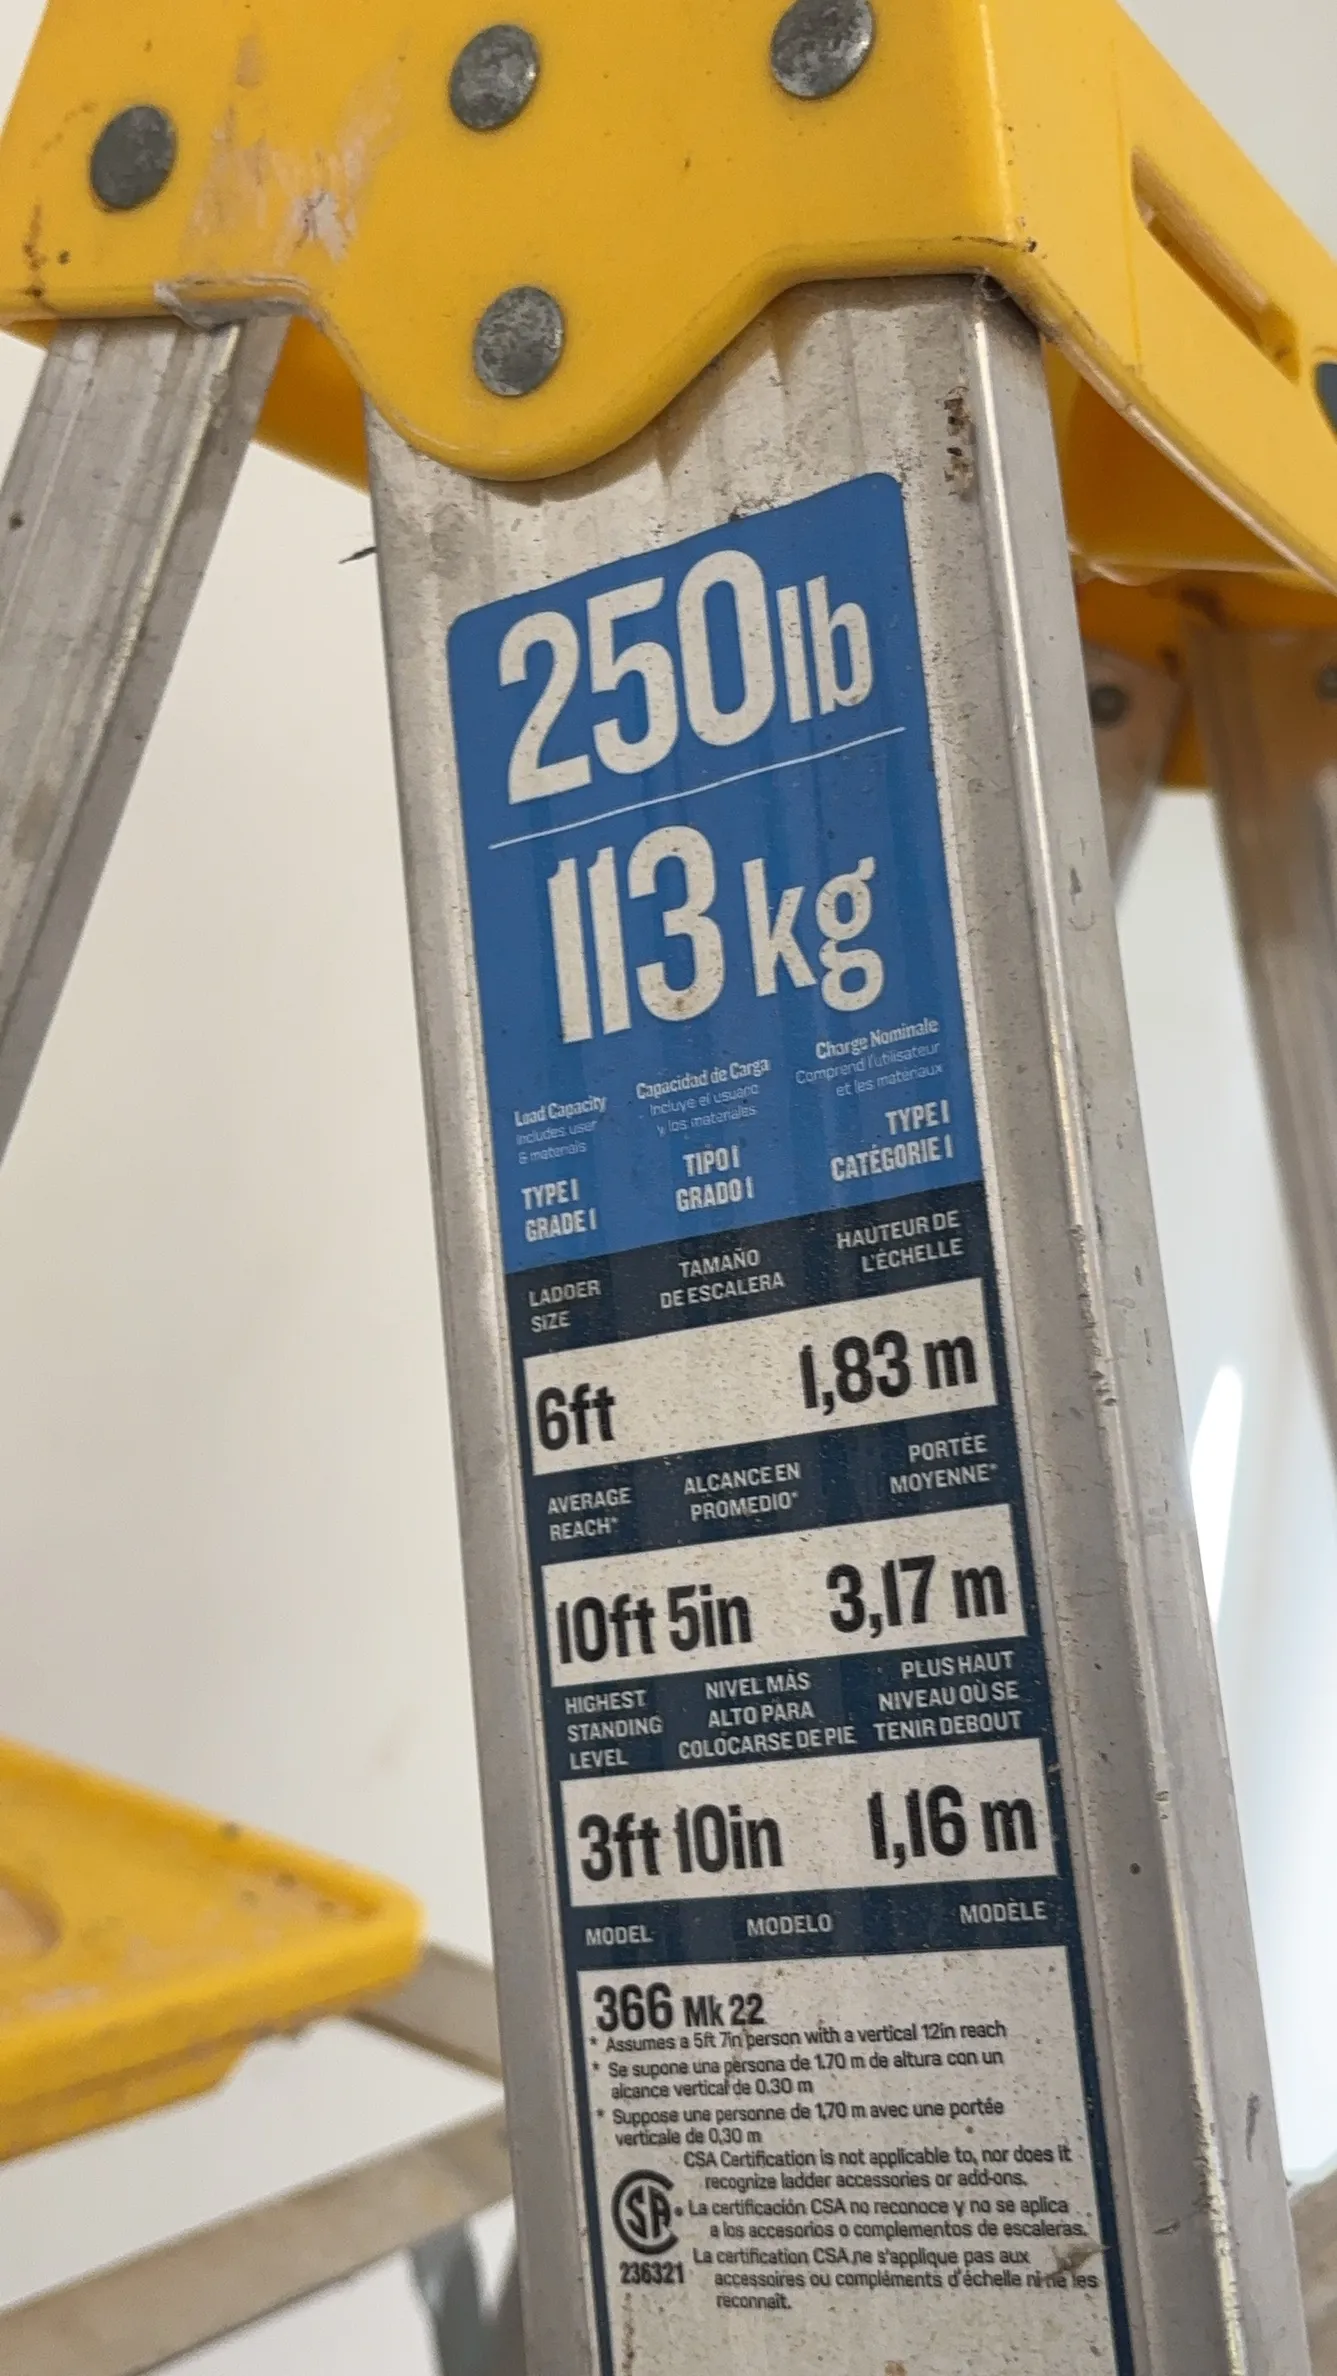 250lb
113 kg
Load Capacity
Includes user
& materials
Capacidad de Carga
Incluye el usuario
y los materiales
Charge Nominale
Comprend l'utilisateur
et les matériaux
TYPE I
GRADE I
TIPO I
GRADO I
TYPE I
CATÉGORIE I
LADDER
SIZE
TAMAÑO
DE ESCALERA
HAUTEUR DE
L'ÉCHELLE
6ft 1,83 m
AVERAGE
REACH*
ALCANCE EN
PROMEDIO*
PORTÉE
MOYENNE*
10ft 5in 3,17 m
HIGHEST
STANDING
LEVEL
NIVEL MÁS
ALTO PARA
COLOCARSE DE PIE
PLUS HAUT
NIVEAU OÙ SE
TENIR DEBOUT
3ft 10in 1,16 m
MODEL MODELO MODÈLE
366 Mk 22
* Assumes a 5ft 7in person with a vertical 12in reach
* Se supone una persona de 1.70 m de altura con un
alcance vertical de 0.30 m
* Suppose une personne de 1,70 m avec une portée
verticale de 0,30 m
CSA Certification is not applicable to, nor does it
recognize ladder accessories or add-ons.
La certificación CSA no reconoce y no se aplica
a los accesorios o complementos de escaleras.
La certification CSA ne s'applique pas aux
accessoires ou compléments d'échelle ni ne les
reconnaît.
SA
236321